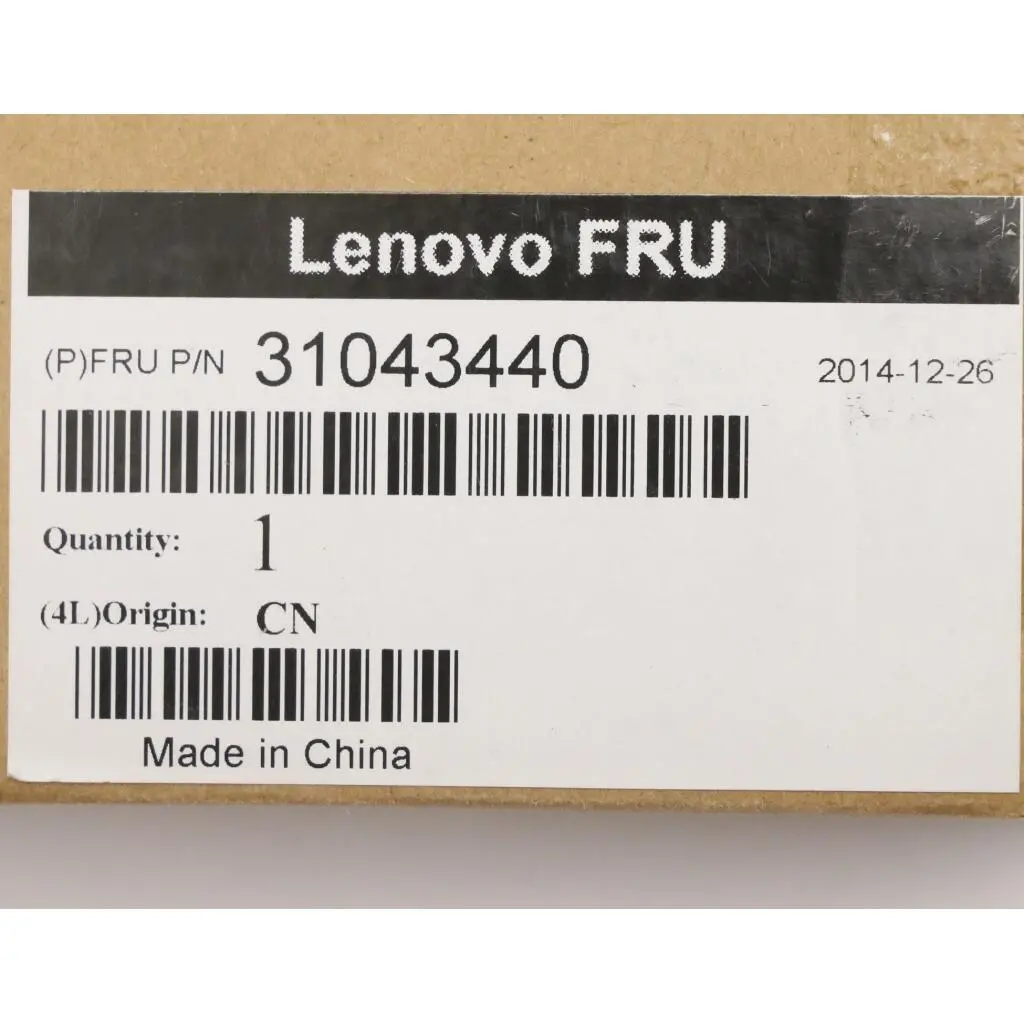 Lenovo FRU
(P)FRU P/N 31043440 2014-12-26
Quantity: 1
(4L)Origin: CN
Made in China